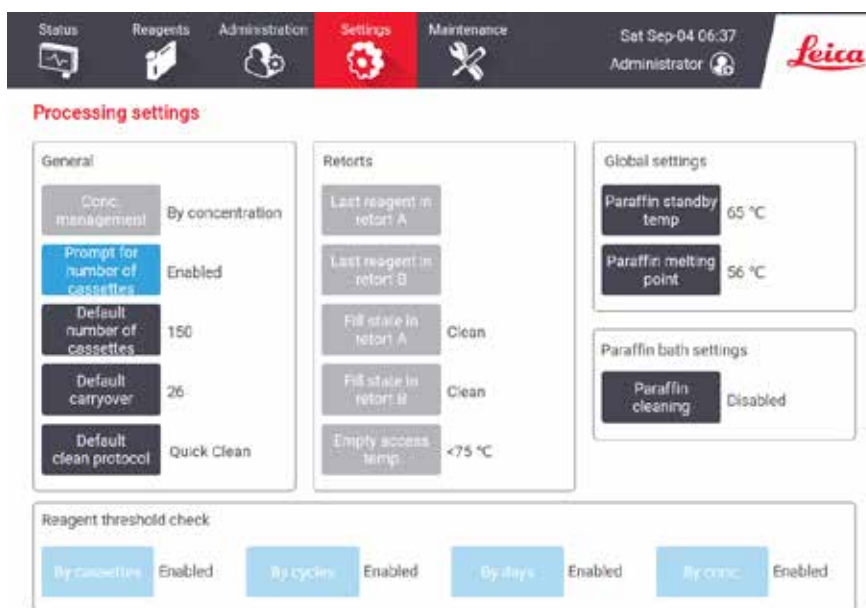 Status
Reagents
Administration
Settings
Maintenance
Sat Sep-04 06:37
Administrator
Leica
Processing settings
General
Conc.
management
By concentration
Prompt for
number of
cassettes
Enabled
Default
number of
cassettes
150
Default
carryover
26
Default
clean protocol
Quick Clean
Retorts
Last reagent in
retort A
Last reagent in
retort B
Fill state in
retort A
Clean
Fill state in
retort B
Clean
Empty access
temp.
<75 °C
Global settings
Paraffin standby
temp
65 °C
Paraffin melting
point
56 °C
Paraffin bath settings
Paraffin
cleaning
Disabled
Reagent threshold check
By cassettes
Enabled
By cycles
Enabled
By days
Enabled
By conc.
Enabled